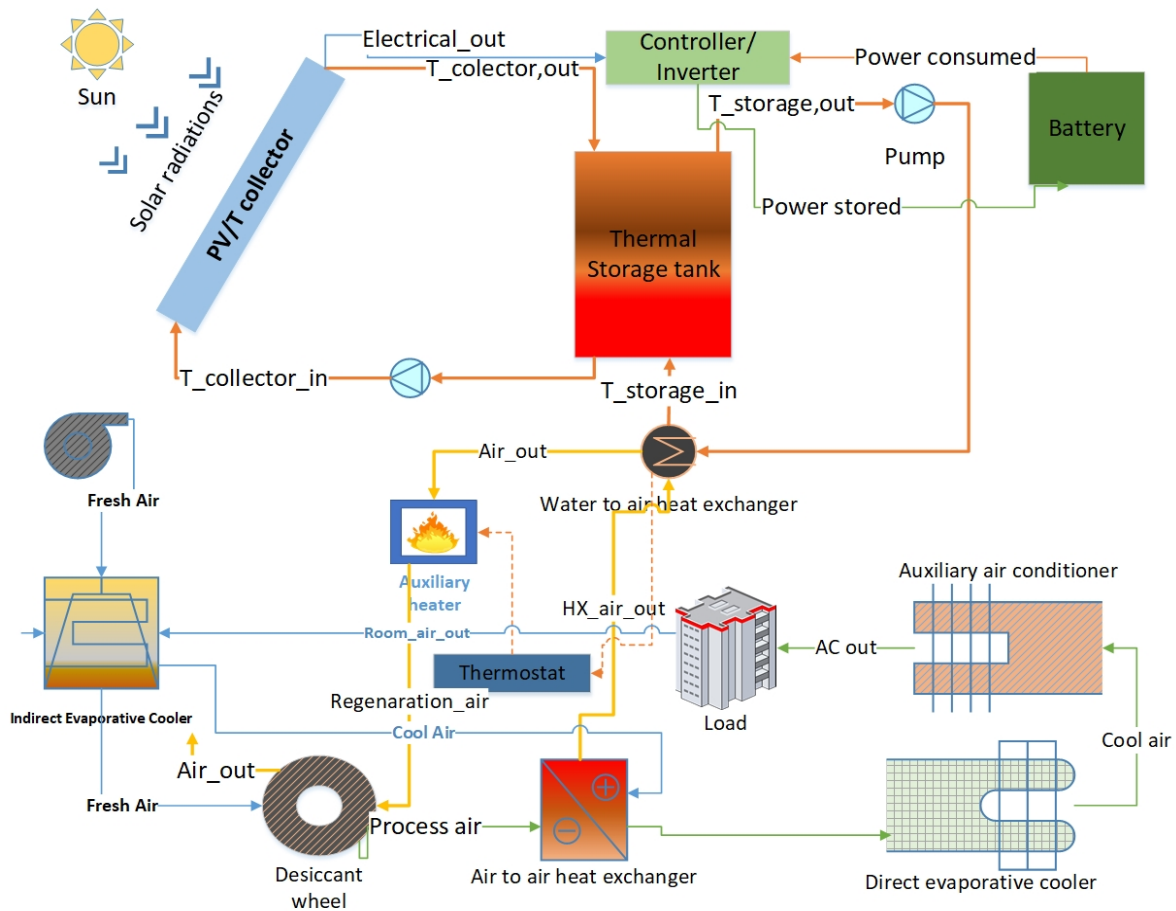 Electrical_out
Controller/
Inverter
Power consumed
T_colector,out
T_storage,out
Sun
Solar radiations
PV/T collector
Battery
Pump
Power stored
Thermal
Storage tank
T_collector_in
T_storage_in
Air_out
Fresh Air
Water to air heat exchanger
Auxiliary air conditioner
Auxiliary
heater
HX_air_out
Room_air_out
AC out
Thermostat
Regenaration_air
Load
Indirect Evaporative Cooler
Cool Air
Cool air
Air_out
Fresh Air
Process air
Desiccant
wheel
Air to air heat exchanger
Direct evaporative cooler